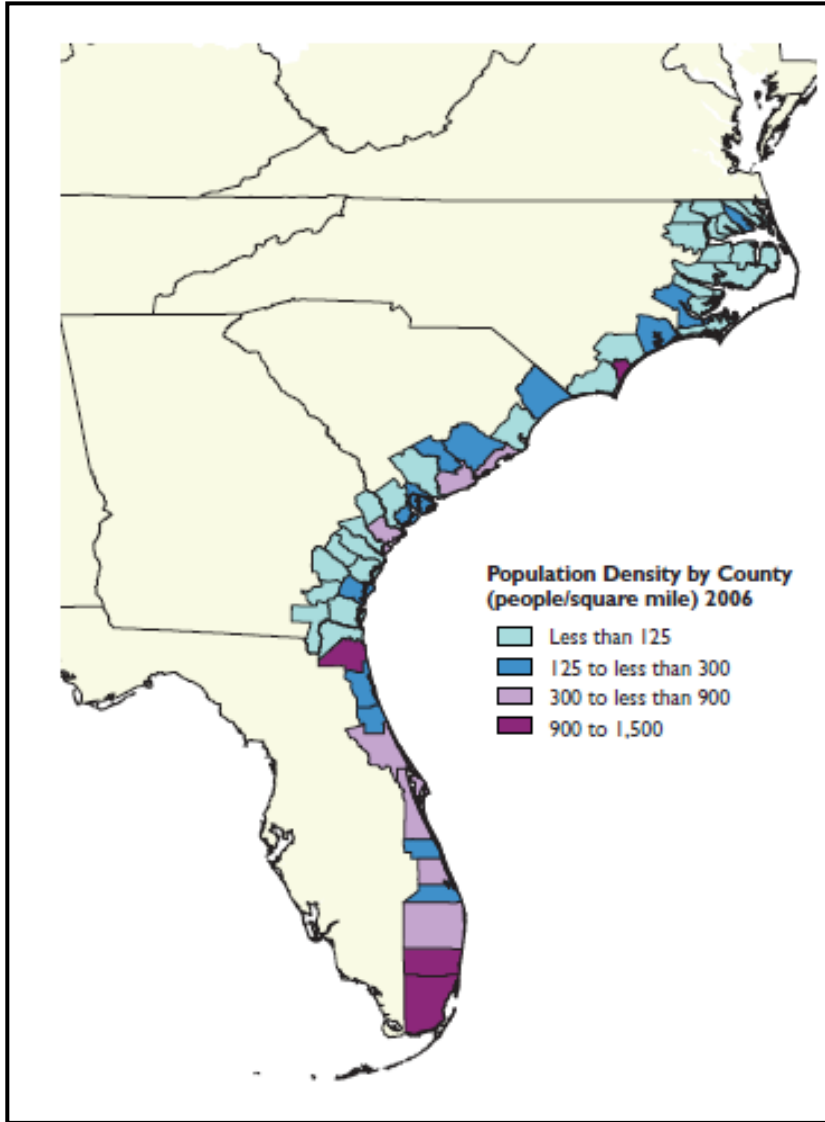 Population Density by County
(people/square mile) 2006
Less than 125
125 to less than 300
300 to less than 900
900 to 1,500